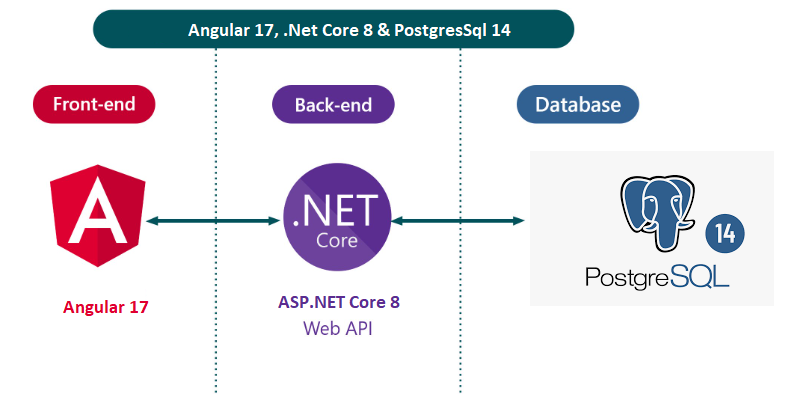 Angular 17, .Net Core 8 & PostgresSql 14
Front-end
Back-end
Database
A
.NET
Core
14
PostgreSQL
Angular 17
ASP.NET Core 8
Web API